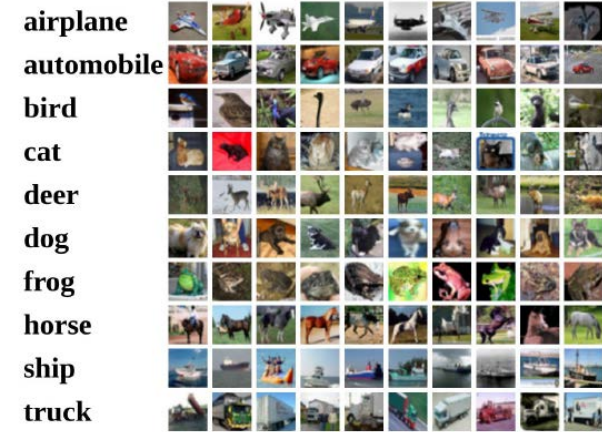 airplane
automobile
bird
cat
deer
dog
frog
horse
ship
truck